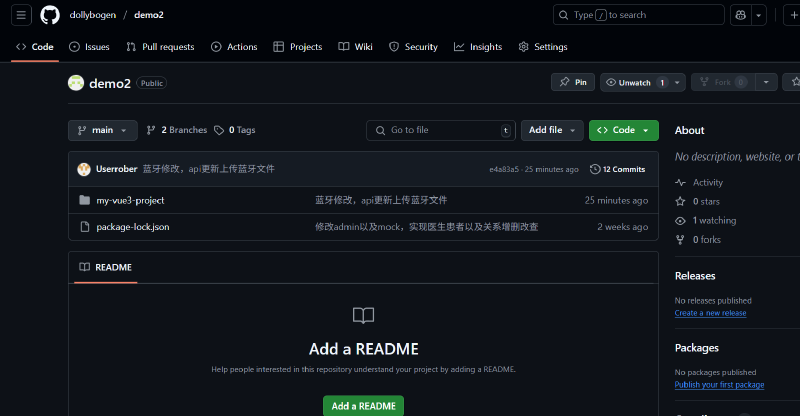 dollybogen / demo2
Type / to search
Code Issues Pull requests Actions Projects Wiki Security Insights Settings
demo2 Public
Pin Unwatch 1 Fork 0
main 2 Branches 0 Tags Go to file t Add file Code
Userrober 蓝牙修改，api更新上传蓝牙文件 e4a83a5 · 25 minutes ago 12 Commits
my-vue3-project 蓝牙修改，api更新上传蓝牙文件 25 minutes ago
package-lock.json 修改admin以及mock，实现医生患者以及关系增删改查 2 weeks ago
README
Add a README
Help people interested in this repository understand your project by adding a README.
Add a README
About
No description, website, or
Activity
0 stars
1 watching
0 forks
Releases
No releases published
Create a new release
Packages
No packages published
Publish your first package